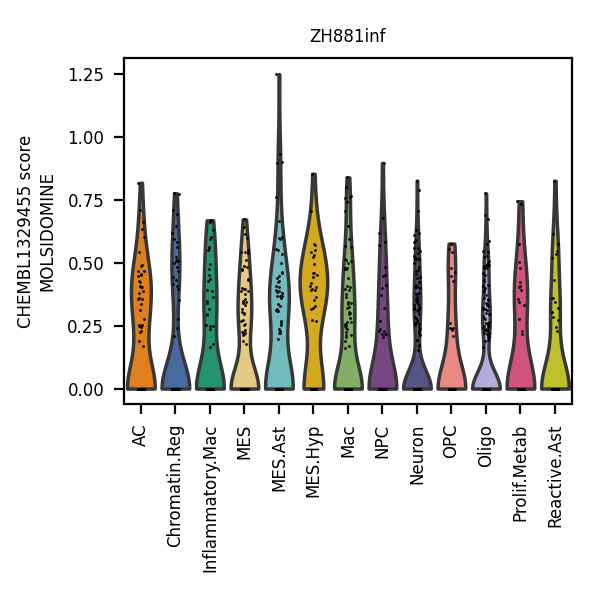 ZH881inf
CHEMBL1329455 score
MOLSIDOMINE
1.25
1.00
0.75
0.50
0.25
0.00
AC
Chromatin.Reg
Inflammatory.Mac
MES
MES.Ast
MES.Hyp
Mac
NPC
Neuron
OPC
Oligo
Prolif.Metab
Reactive.Ast